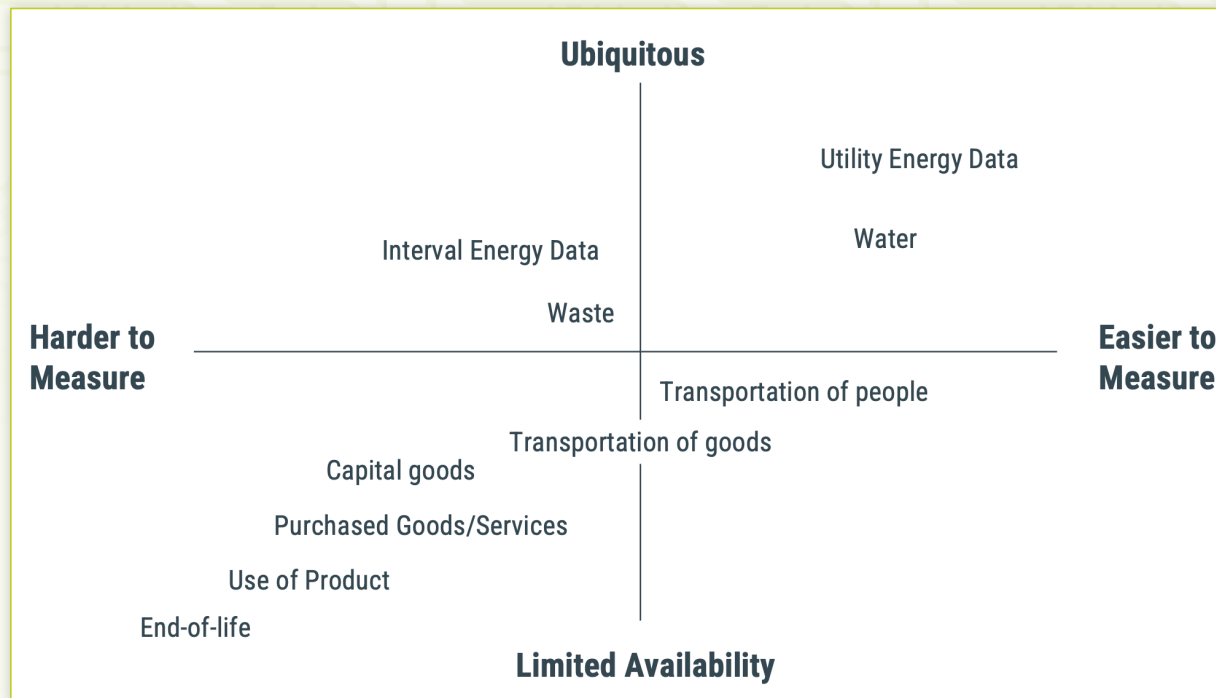 Ubiquitous
Utility Energy Data
Water
Interval Energy Data
Waste
Harder to
Measure
Easier to
Measure
Transportation of people
Transportation of goods
Capital goods
Purchased Goods/Services
Use of Product
End-of-life
Limited Availability